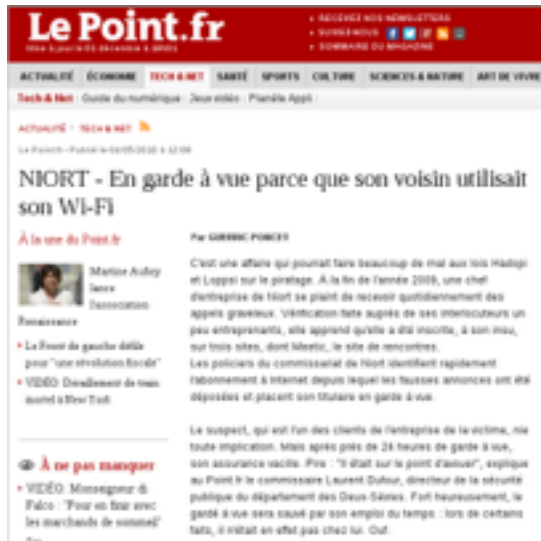 Le Point.fr
RECEVEZ NOS NEWSLETTERS
SUIVEZ-NOUS
SOMMAIRE DU MAGAZINE
ACTUALITÉ ÉCONOMIE TECH & NET SANTÉ SPORTS CULTURE SCIENCES & NATURE ART DE VIVRE
Tech & Net : Guide du numérique Jeux vidéo Planète Appli
ACTUALITÉ > TECH & NET
NIORT - En garde à vue parce que son voisin utilisait
son Wi-Fi
À la une du Point.fr
Martine Aubry
lance
l'association
Renaissance
Le Front de gauche défile
pour "une révolution fiscale"
VIDÉO. Déraillement de train
mortel à New York
À ne pas manquer
VIDÉO. Monseigneur di
Falco : "Pour en finir avec
les marchands de sommeil"
Par GUERRIC PONCET
C'est une affaire qui pourrait faire beaucoup de mal aux lois Hadopi
et Loppsi sur le piratage. À la fin de l'année 2009, une chef
d'entreprise de Niort se plaint de recevoir quotidiennement des
appels graveleux. Vérification faite auprès de ses interlocuteurs un
peu entreprenants, elle apprend qu'elle a été inscrite, à son insu,
sur trois sites, dont Meetic, le site de rencontres.
Les policiers du commissariat de Niort identifient rapidement
l'abonnement à Internet depuis lequel les fausses annonces ont été
déposées et placent son titulaire en garde à vue.
Le suspect, qui est l'un des clients de l'entreprise de la victime, nie
toute implication. Mais après près de 24 heures de garde à vue,
son assurance vacille. Pire : "Il était sur le point d'avouer", explique
au Point.fr le commissaire Laurent Dufour, directeur de la sécurité
publique du département des Deux-Sèvres. Fort heureusement, le
gardé à vue sera sauvé par son emploi du temps : lors de certains
faits, il n'était en effet pas chez lui. Ouf.